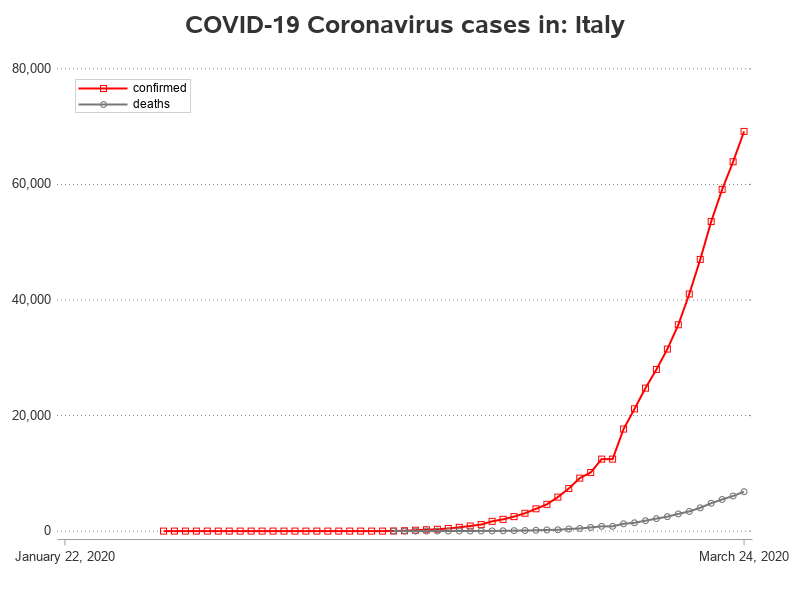 COVID-19 Coronavirus cases in: Italy
80,000
confirmed
deaths
60,000
40,000
20,000
0
January 22, 2020
March 24, 2020